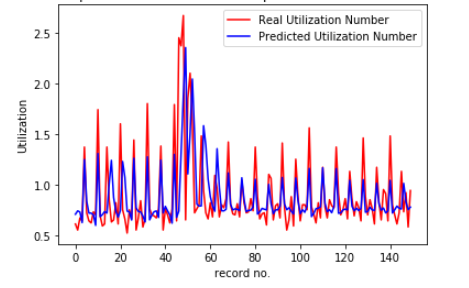 2.5
2.0
1.5
1.0
0.5
Utilization
Real Utilization Number
Predicted Utilization Number
0 20 40 60 80 100 120 140
record no.